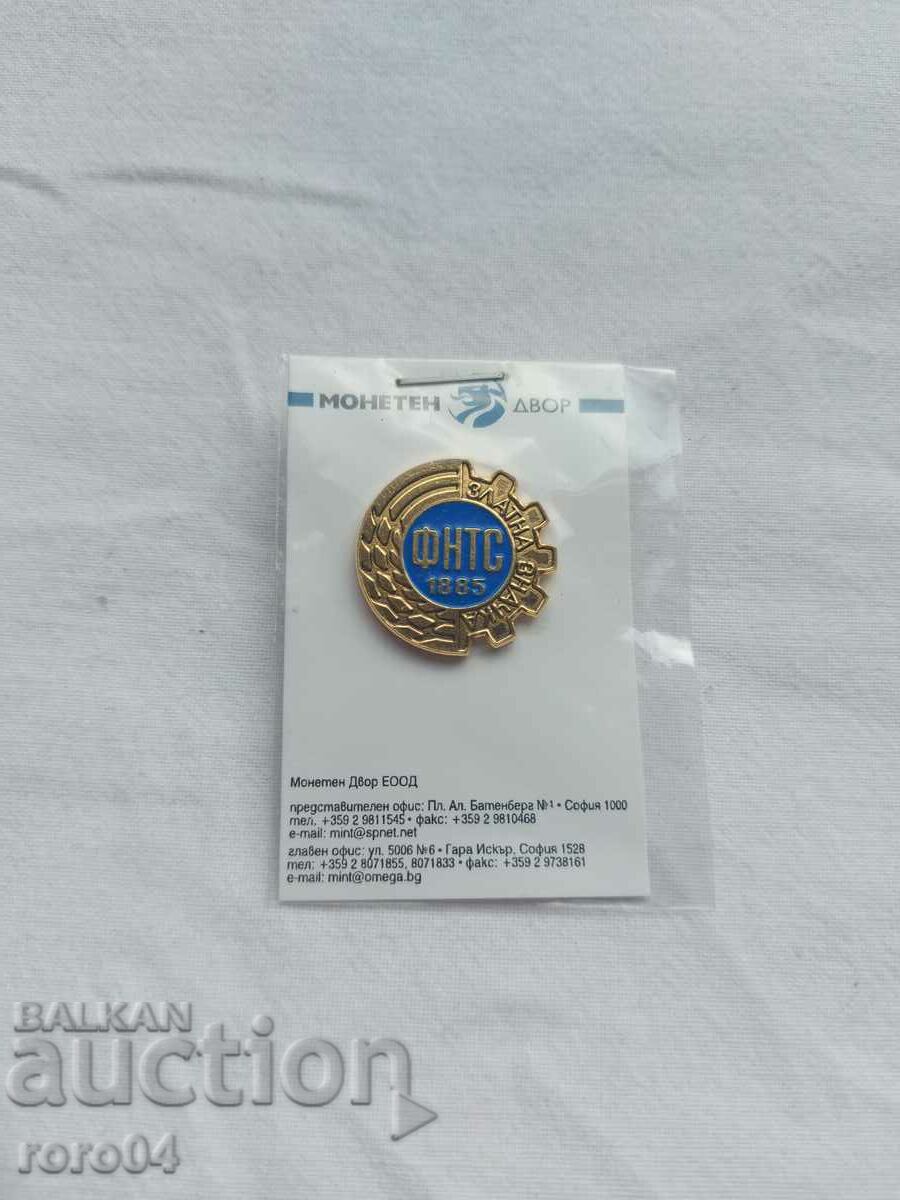 МОНЕТЕН ДВОР
ЗЛАТНА ЗНАЧКА
ФНТС
1885
Монетен Двор ЕООД
представителен офис: Пл. Ал. Батенберг №1 • София 1000
тел. +359 2 9811545 • факс: +359 2 9810468
e-mail: mint@spnet.net
главен офис: ул. 5006 №6 • Гара Искър, София 1528
тел: +359 2 8071855, 8071833 • факс: +359 2 9738161
e-mail: mint@omega.bg
BALKAN
auction
roro04